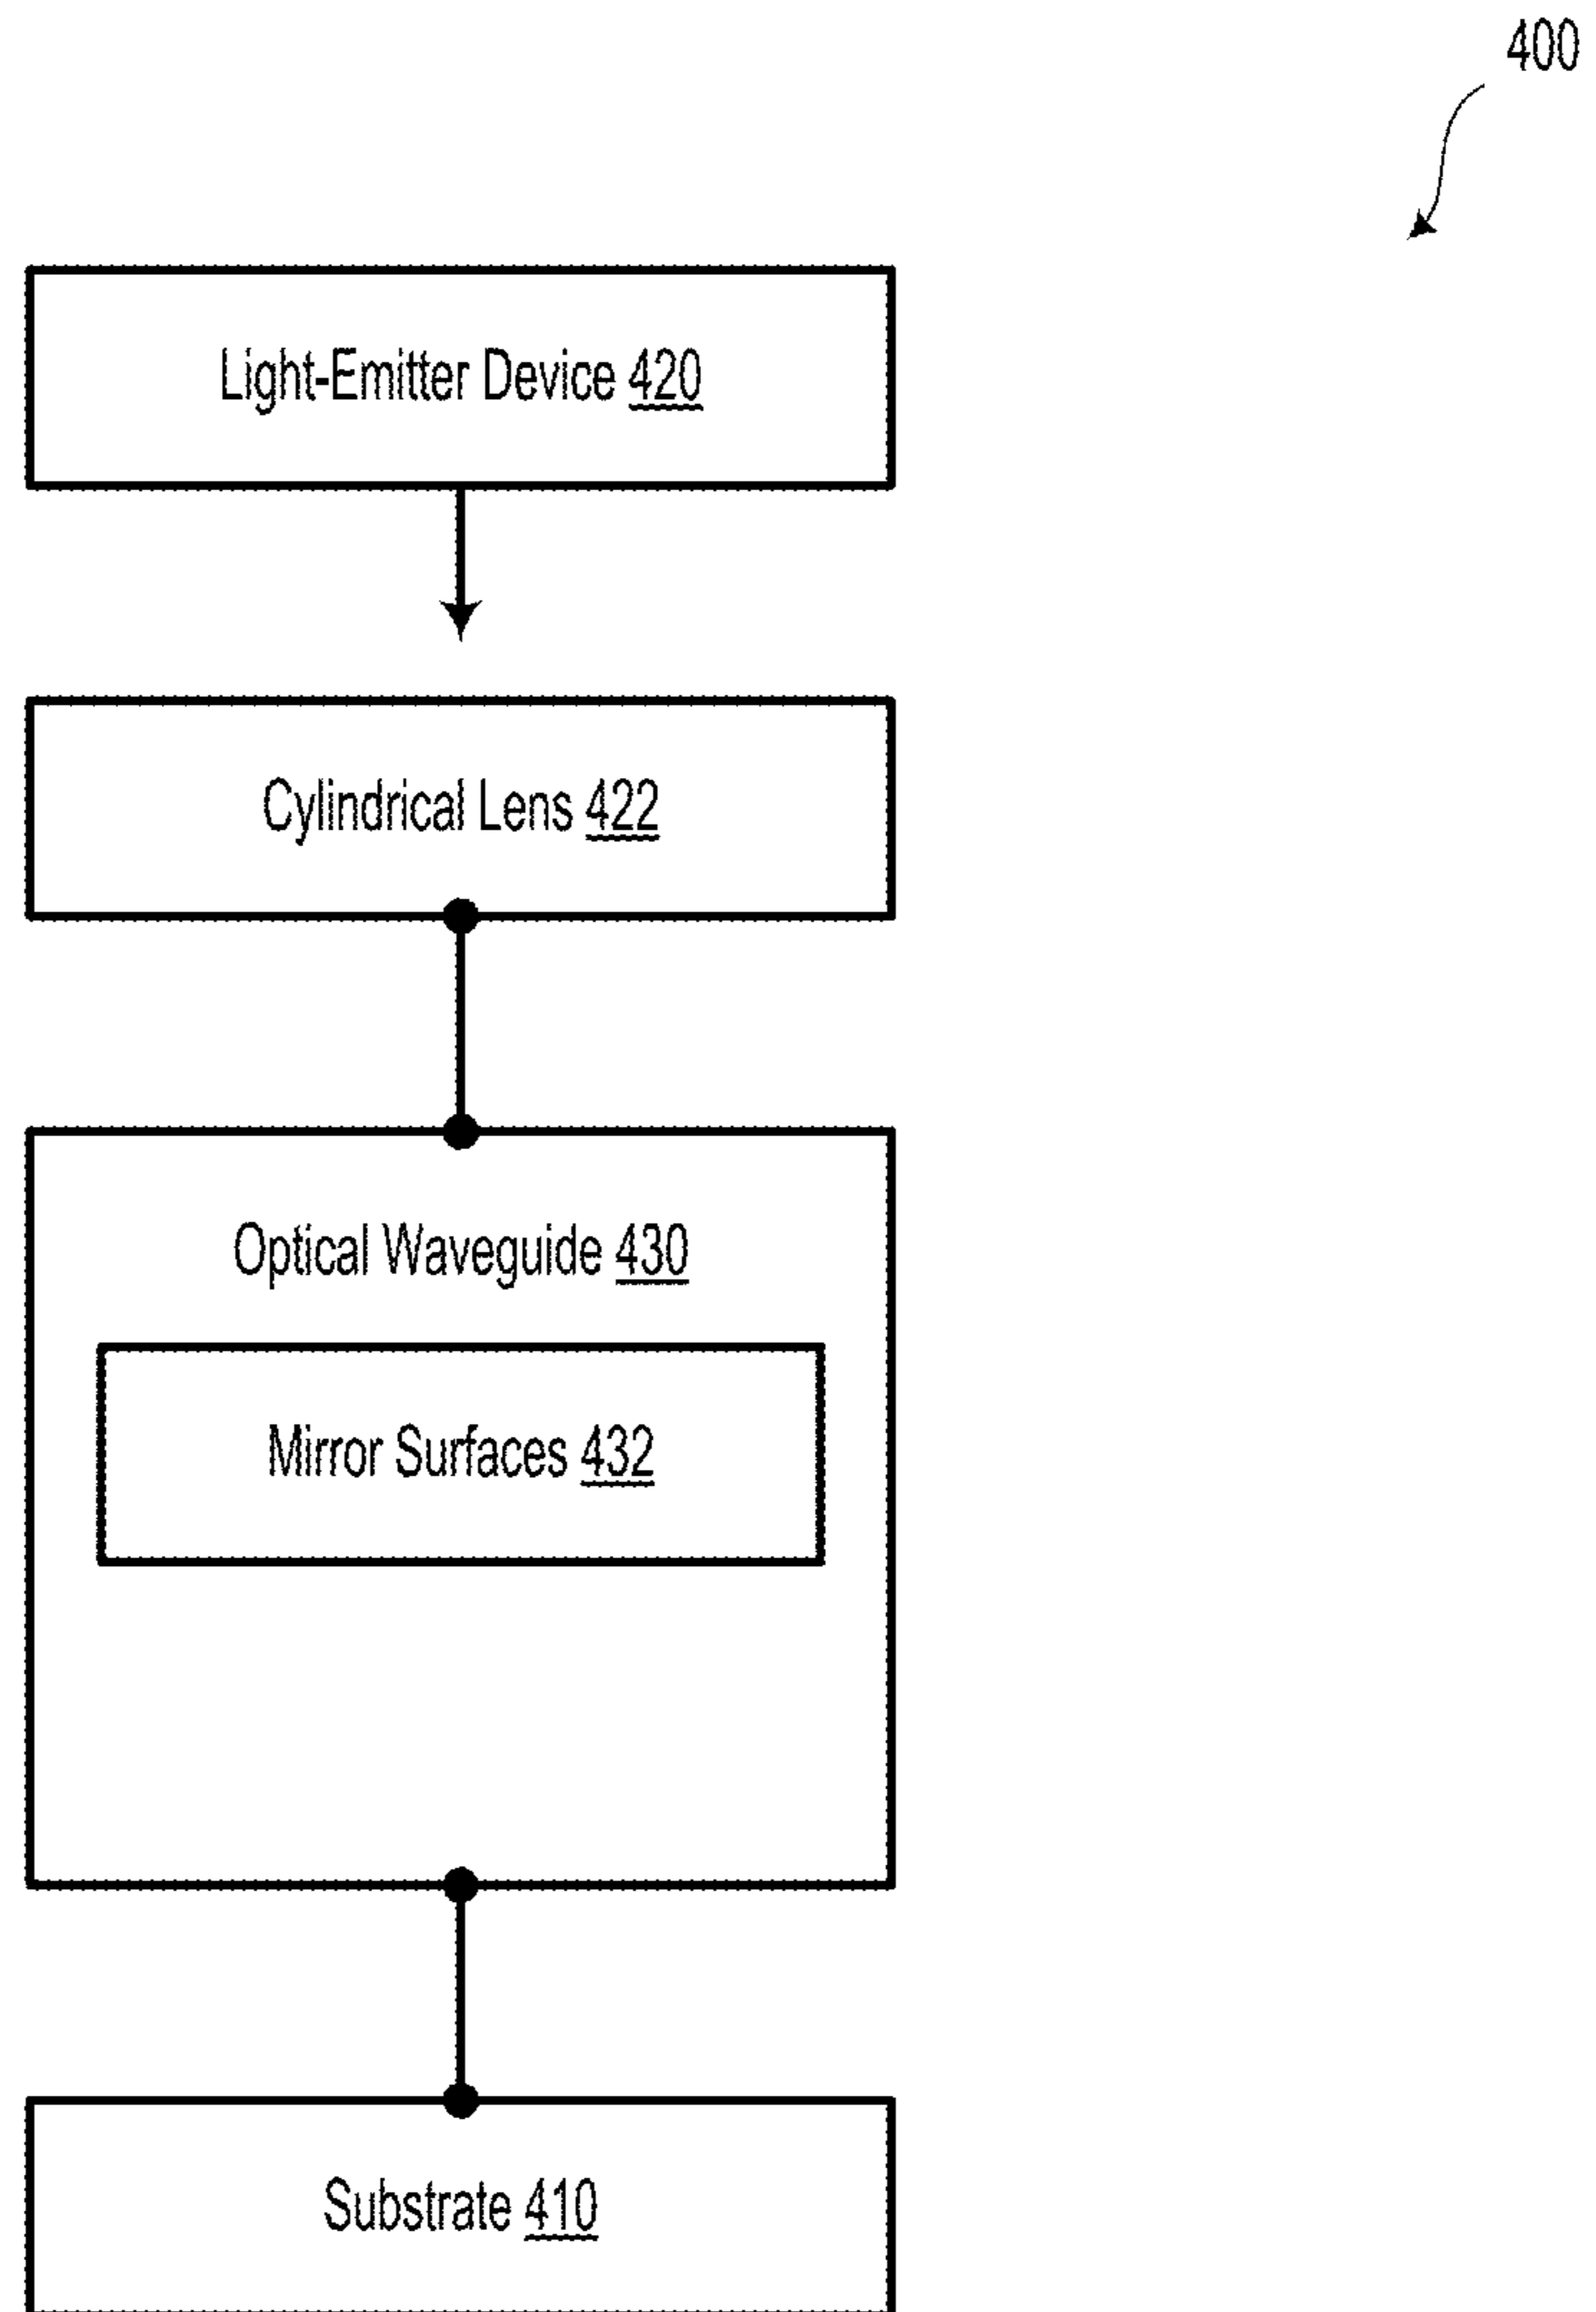 400
Light-Emitter Device 420
Cylindrical Lens 422
Optical Waveguide 430
Mirror Surfaces 432
Substrate 410